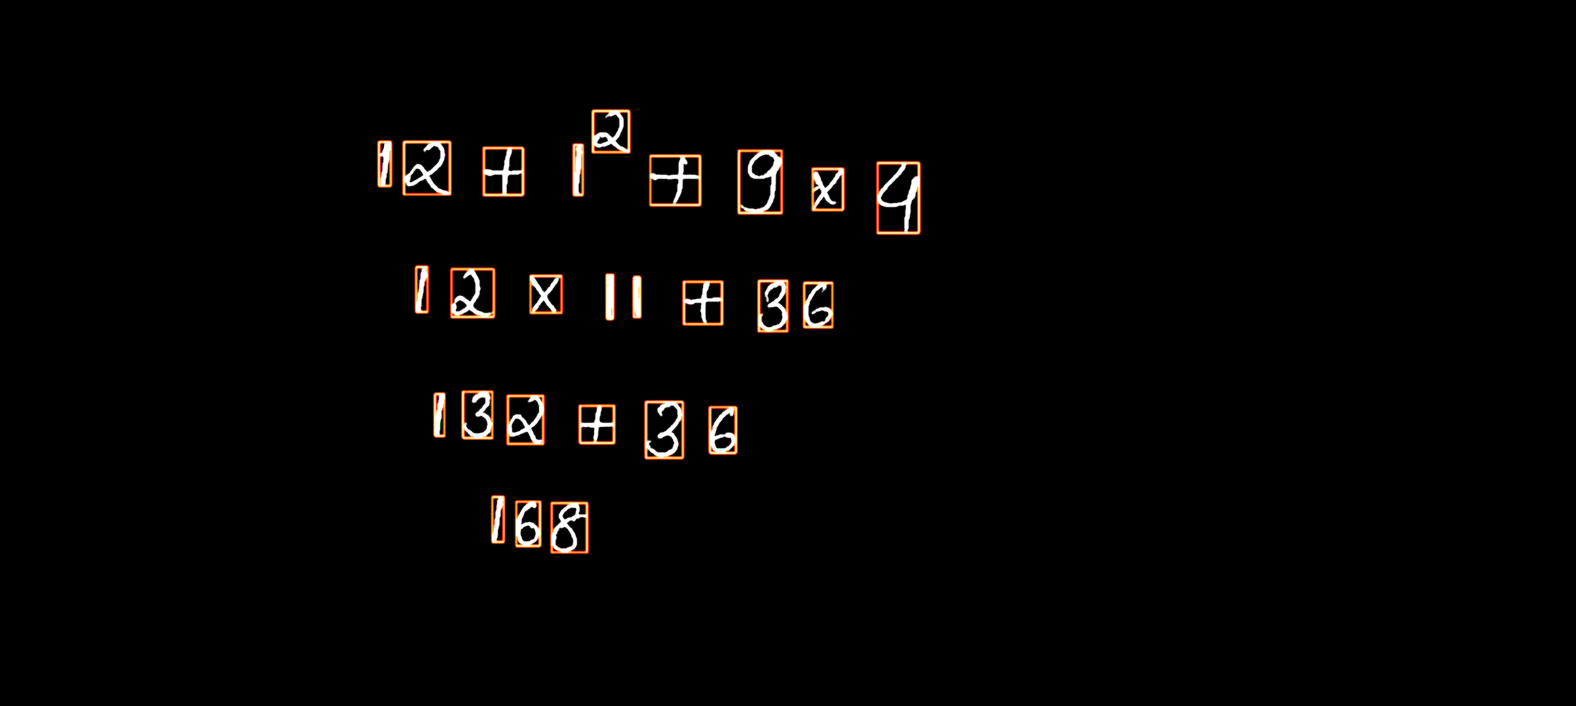 12 + 1² + 9 x 4
12 x 11 + 36
132 + 36
168